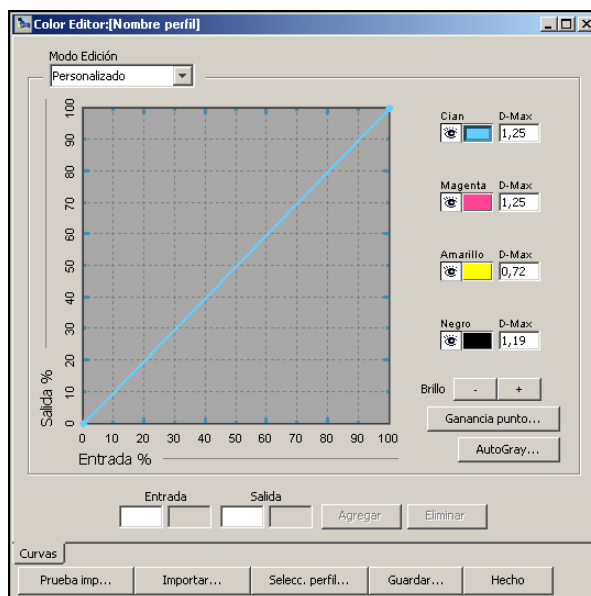 Color Editor:[Nombre perfil]
Modo Edición
Personalizado
100
90
80
70
60
50
40
30
20
10
0
Salida %
0 10 20 30 40 50 60 70 80 90 100
Entrada %
Cian D-Max
1,25
Magenta D-Max
1,25
Amarillo D-Max
0,72
Negro D-Max
1,19
Brillo - +
Ganancia punto...
AutoGray...
Entrada Salida
Agregar Eliminar
Curvas
Prueba imp... Importar... Selecc. perfil... Guardar... Hecho